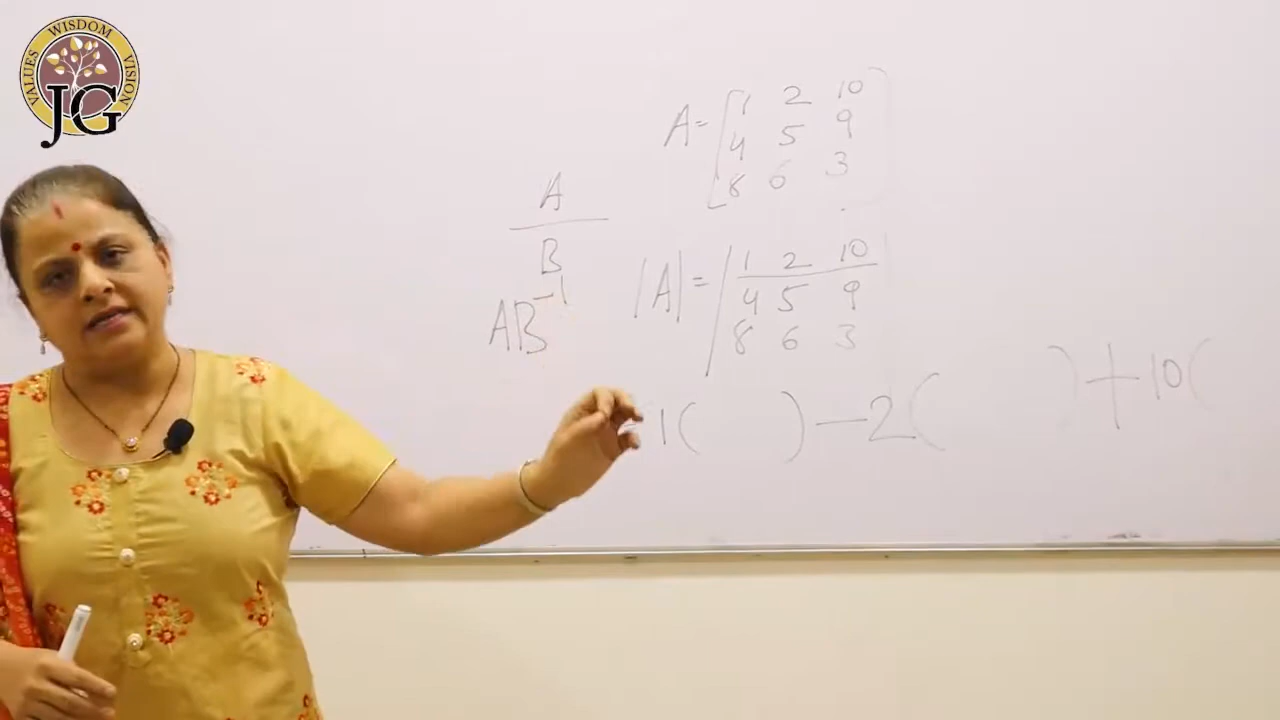 VALUES WISDOM VISION
JG
A = [1 2 10
4 5 9
8 6 3]
A
B
AB⁻¹
|A| = |1 2 10
4 5 9
8 6 3
1( ) − 2( ) + 10(